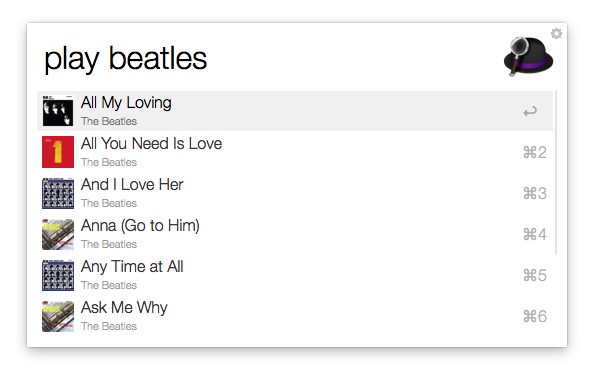 play beatles
All My Loving
The Beatles
↩
All You Need Is Love
The Beatles
⌘2
And I Love Her
The Beatles
⌘3
Anna (Go to Him)
The Beatles
⌘4
Any Time at All
The Beatles
⌘5
Ask Me Why
The Beatles
⌘6